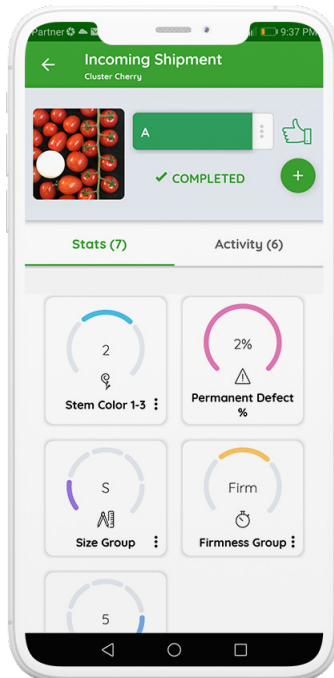 Partner
9:37 PM
Incoming Shipment
Cluster Cherry
A
COMPLETED
+
Stats (7)
Activity (6)
2
Stem Color 1-3
2%
Permanent Defect
%
S
Size Group
Firm
Firmness Group
5